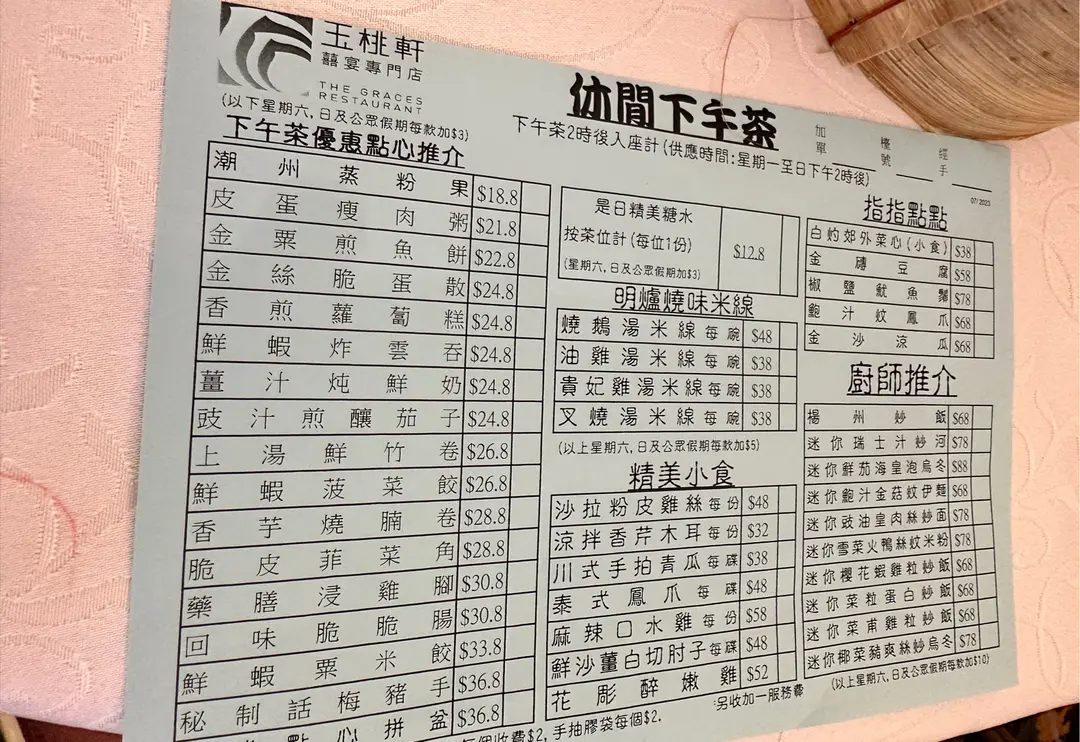 玉桃軒
囍宴專門店
THE GRACES
RESTAURANT
(以下星期六,日及公眾假期每款加$3)
下午茶優惠點心推介
潮州蒸粉果 $18.8
皮蛋瘦肉粥 $21.8
金粟煎魚餅 $22.8
金絲脆蛋散 $24.8
香煎蘿蔔糕 $24.8
鮮蝦炸雲吞 $24.8
薑汁炖鮮奶 $24.8
豉汁煎釀茄子 $24.8
上湯鮮竹卷 $26.8
鮮蝦菠菜餃 $26.8
香芋燒腩卷 $28.8
脆皮菲菜角 $28.8
藥膳浸雞腳 $30.8
回味脆脆腸 $30.8
鮮蝦粟米餃 $33.8
秘制話梅豬手 $36.8
點心拼盆 $36.8
休閒下午茶
下午茶2時後入座計(供應時間:星期一至日下午2時後)
加單
檯號
經手
07/2023
是日精美糖水
按茶位計(每位1份)
(星期六,日及公眾假期加$3)
$12.8
明爐燒味米線
燒鵝湯米線每碗 $48
油雞湯米線每碗 $38
貴妃雞湯米線每碗 $38
叉燒湯米線每碗 $38
(以上星期六,日及公眾假期每款加$5)
精美小食
沙拉粉皮雞絲每份 $48
涼拌香芹木耳每份 $32
川式手拍青瓜每碟 $38
泰式鳳爪每碟 $48
麻辣口水雞每份 $58
鮮沙薑白切肘子每碟 $48
花彫醉嫩雞 $52
另收加一服務費
每個收費$2,手抽膠袋每個$2.
指指點點
白灼郊外菜心(小食) $38
金磚豆腐 $58
椒鹽魷魚鬚 $78
鮑汁炆鳳爪 $68
金沙涼瓜 $68
廚師推介
楊州炒飯 $68
迷你瑞士汁炒河 $78
迷你鮮茄海皇泡烏冬 $88
迷你鮑汁金菇炆伊麵 $68
迷你豉油皇肉絲炒面 $78
迷你雪菜火鴨絲炆米粉 $78
迷你櫻花蝦雞粒炒飯 $68
迷你菜粒蛋白炒飯 $68
迷你菜甫雞粒炒飯 $68
迷你椰菜豬爽絲炒烏冬 $78
(以上星期六,日及公眾假期每款加$10)